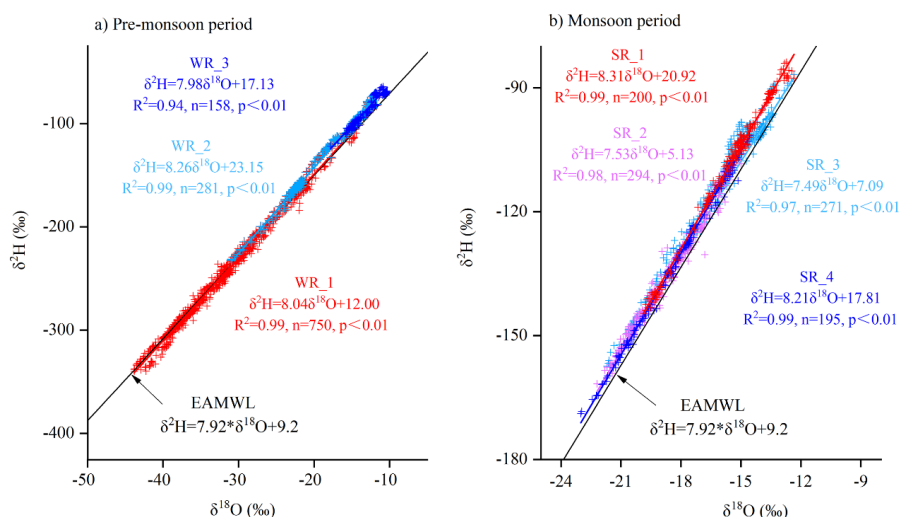 a) Pre-monsoon period
WR_3
δ²H=7.98δ¹⁸O+17.13
R²=0.94, n=158, p<0.01
WR_2
δ²H=8.26δ¹⁸O+23.15
R²=0.99, n=281, p<0.01
WR_1
δ²H=8.04δ¹⁸O+12.00
R²=0.99, n=750, p<0.01
EAMWL
δ²H=7.92*δ¹⁸O+9.2
δ²H (‰)
-100
-200
-300
-400
-50
-40
-30
-20
-10
δ¹⁸O (‰)
b) Monsoon period
SR_1
δ²H=8.31δ¹⁸O+20.92
R²=0.99, n=200, p<0.01
SR_2
δ²H=7.53δ¹⁸O+5.13
R²=0.98, n=294, p<0.01
SR_3
δ²H=7.49δ¹⁸O+7.09
R²=0.97, n=271, p<0.01
SR_4
δ²H=8.21δ¹⁸O+17.81
R²=0.99, n=195, p<0.01
EAMWL
δ²H=7.92*δ¹⁸O+9.2
δ²H (‰)
-90
-120
-150
-180
-24
-21
-18
-15
-12
-9
δ¹⁸O (‰)